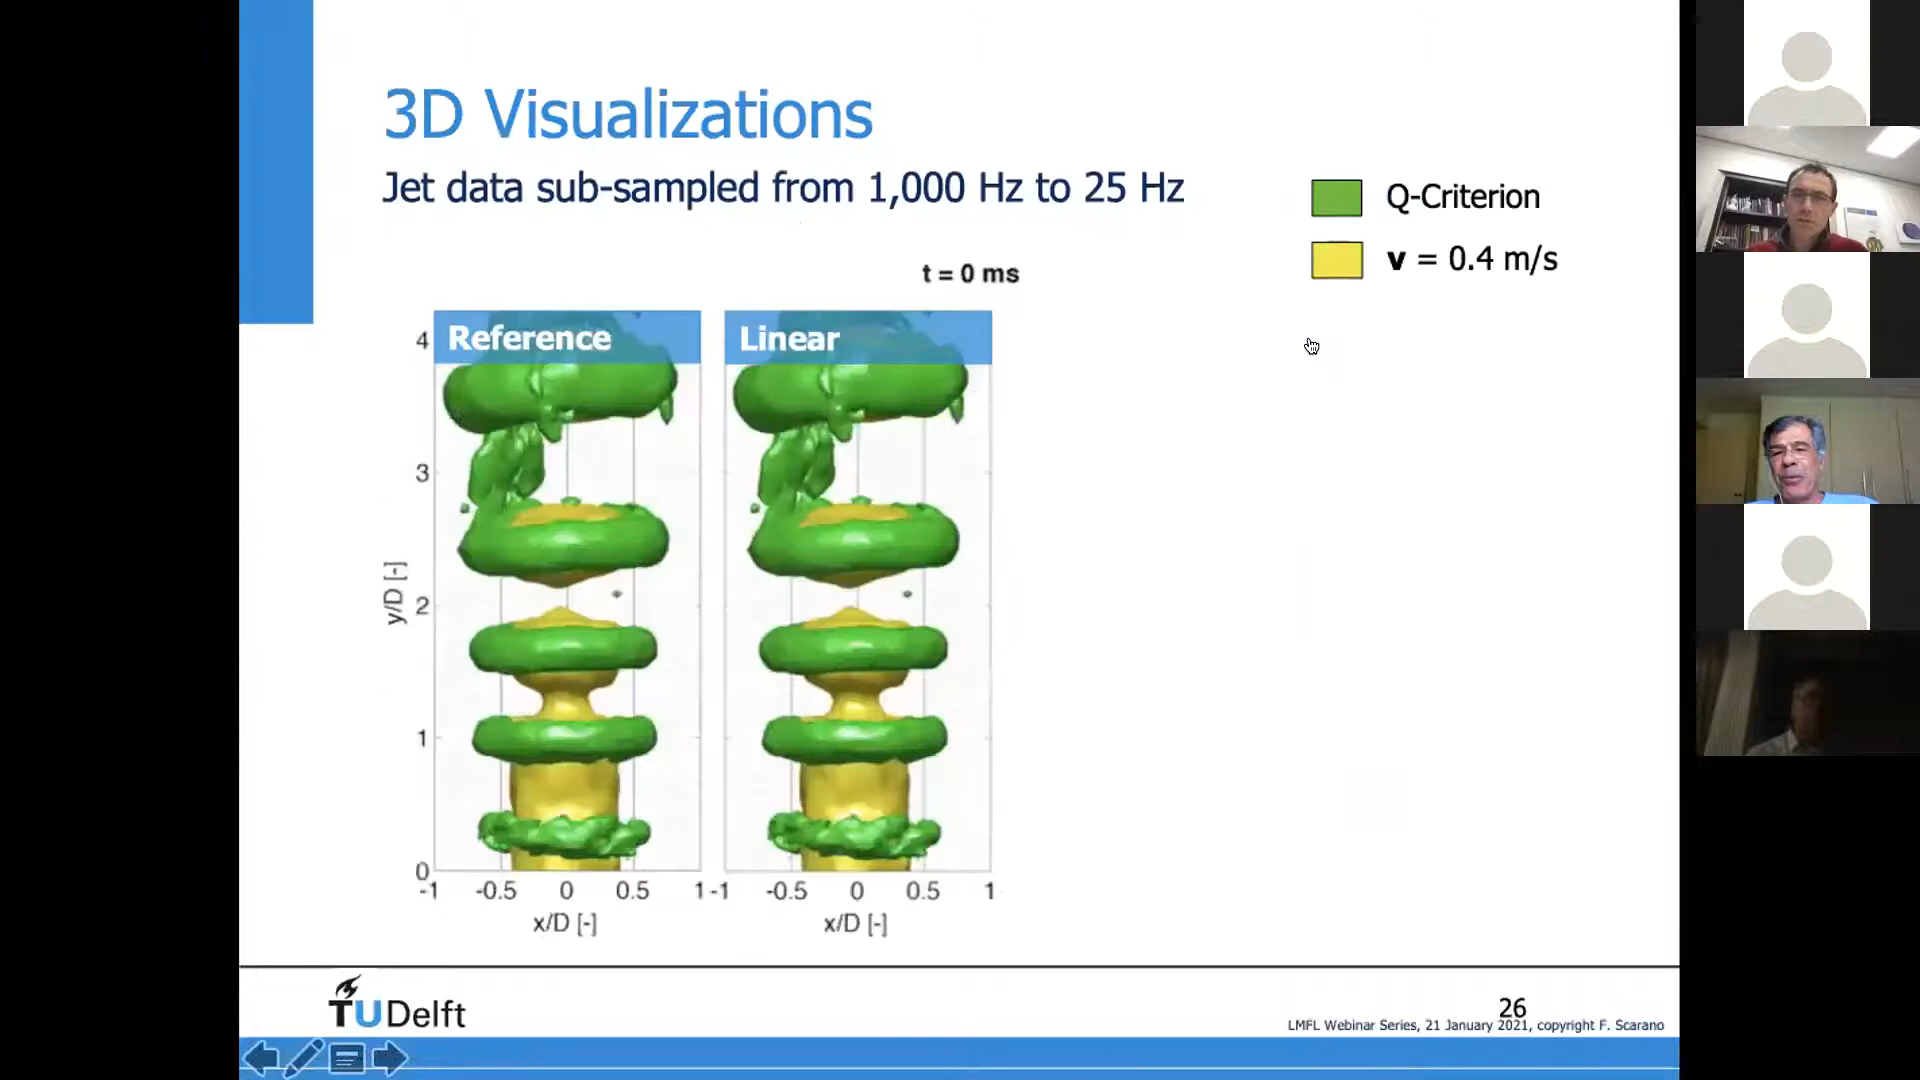 3D Visualizations
Jet data sub-sampled from 1,000 Hz to 25 Hz
Q-Criterion
v = 0.4 m/s
t = 0 ms
Reference
Linear
4
3
2
1
0
y/D [-]
-1 -0.5 0 0.5 1
-1 -0.5 0 0.5 1
x/D [-]
x/D [-]
TUDelft
26
LMFL Webinar Series, 21 January 2021, copyright F. Scarano